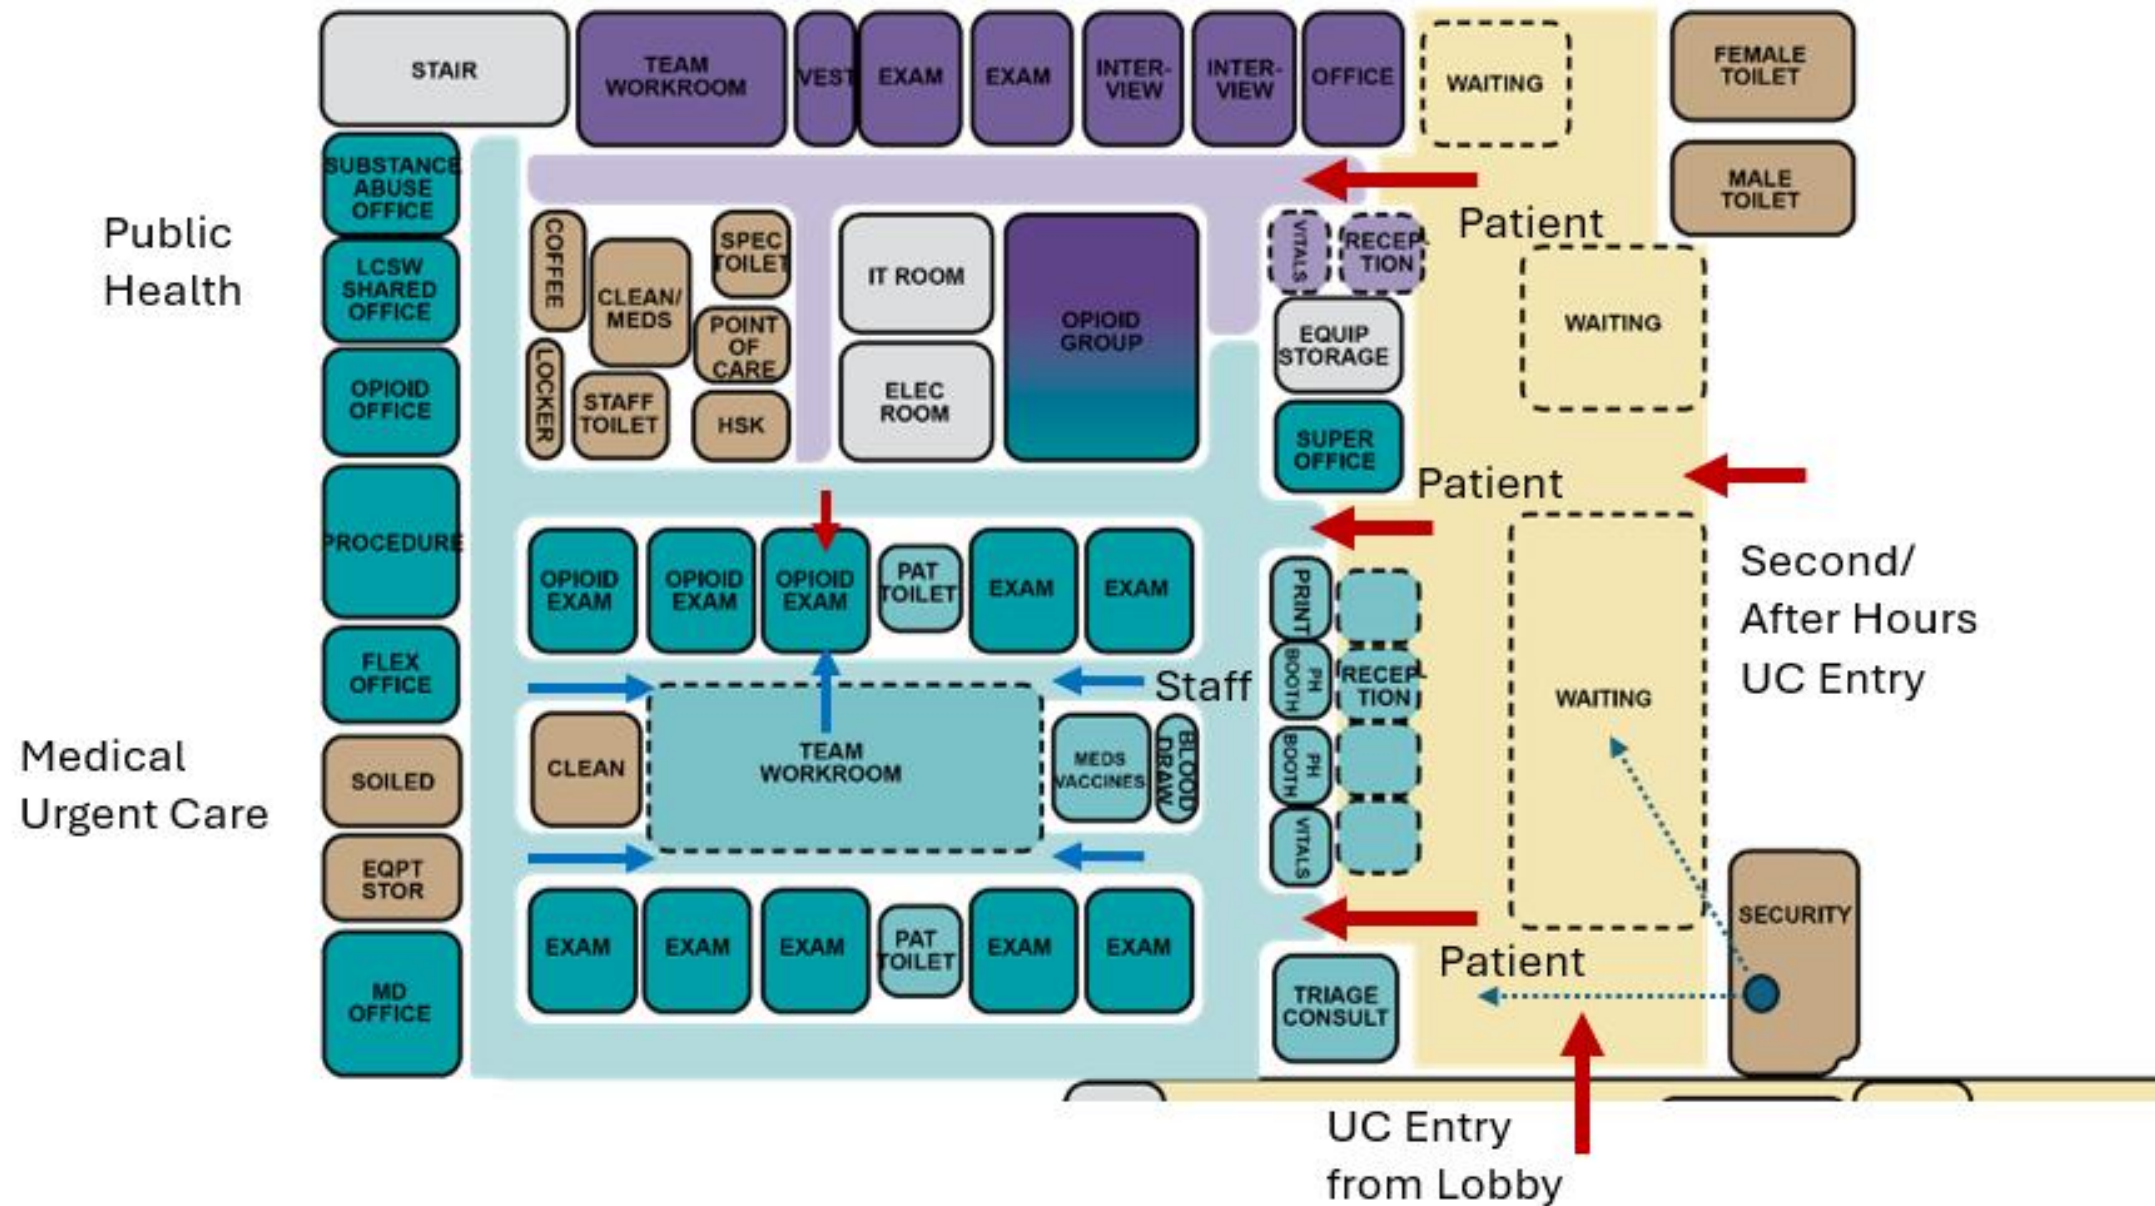 STAIR
TEAM
WORKROOM
VEST
EXAM
EXAM
INTER-
VIEW
INTER-
VIEW
OFFICE
WAITING
FEMALE
TOILET
MALE
TOILET
Public
Health
SUBSTANCE
ABUSE
OFFICE
LCSW
SHARED
OFFICE
OPIOID
OFFICE
PROCEDURE
FLEX
OFFICE
Medical
Urgent Care
SOILED
EQPT
STOR
MD
OFFICE
COFFEE
CLEAN/
MEDS
SPEC
TOILET
POINT
OF
CARE
LOCKER
STAFF
TOILET
HSK
IT ROOM
ELEC
ROOM
OPIOID
GROUP
VITALS
RECEP-
TION
Patient
EQUIP
STORAGE
SUPER
OFFICE
WAITING
Patient
OPIOID
EXAM
OPIOID
EXAM
OPIOID
EXAM
PAT
TOILET
EXAM
EXAM
PRINT
PH
BOOTH
RECEP-
TION
PH
BOOTH
VITALS
Staff
CLEAN
TEAM
WORKROOM
MEDS
VACCINES
BLOOD
DRAW
WAITING
Second/
After Hours
UC Entry
SECURITY
EXAM
EXAM
EXAM
PAT
TOILET
EXAM
EXAM
Patient
TRIAGE
CONSULT
UC Entry
from Lobby